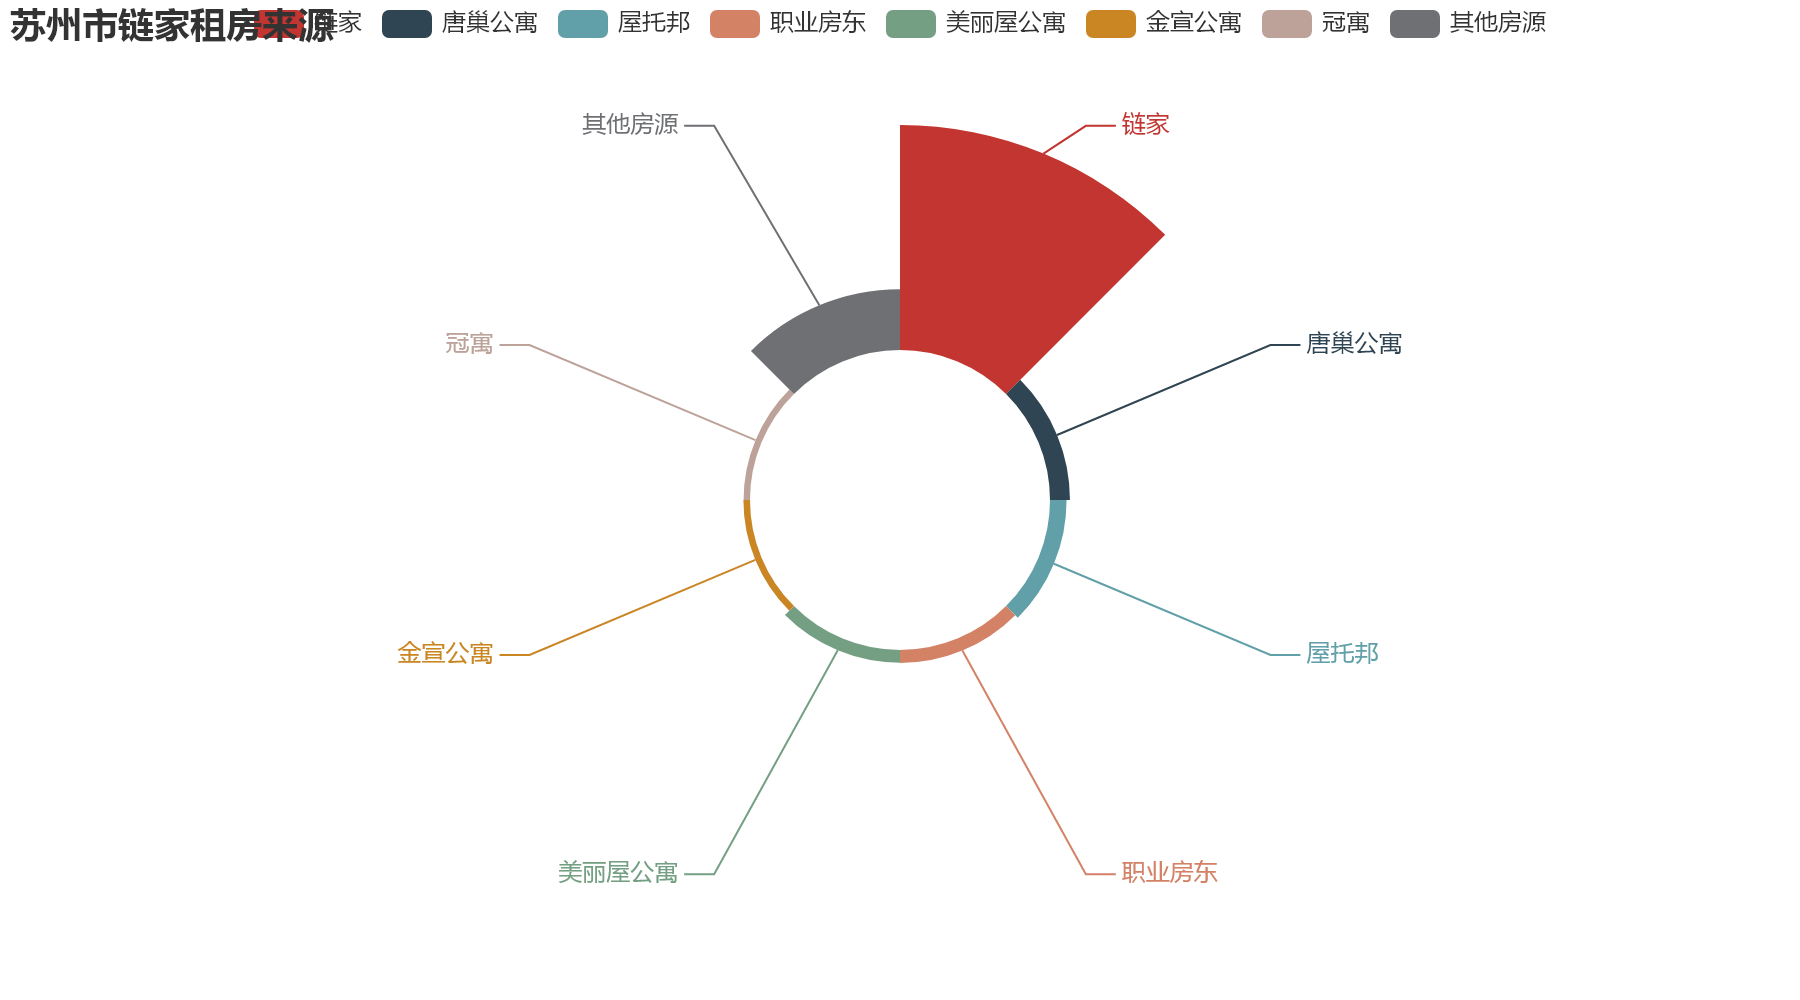 苏州市链家租房来源
链家 唐巢公寓 屋托邦 职业房东 美丽屋公寓 金宣公寓 冠寓 其他房源
其他房源
链家
冠寓
唐巢公寓
金宣公寓
屋托邦
美丽屋公寓
职业房东